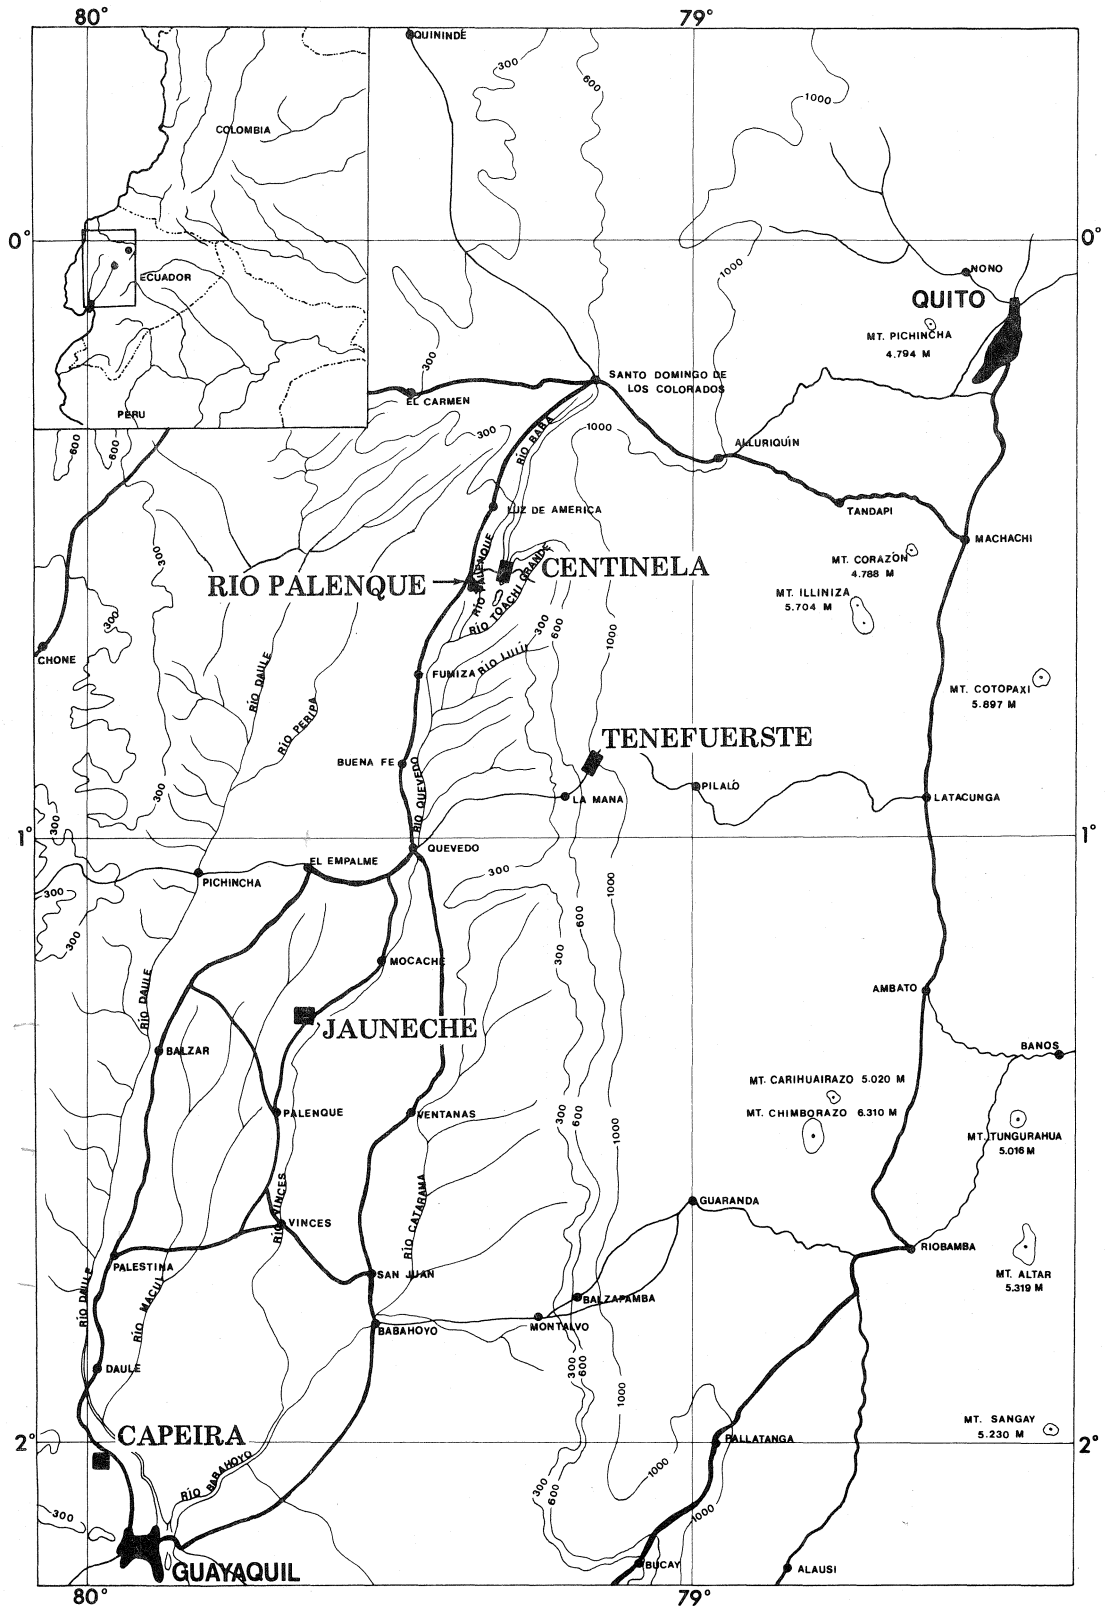 80°
79°
QUININDÉ
300
600
1000
COLOMBIA
0°
0°
ECUADOR
1000
NONO
QUITO
MT. PICHINCHA
4.794 M
300
SANTO DOMINGO DE
LOS COLORADOS
EL CARMEN
PERU
600
600
300
RÍO BABA
1000
ALLURIQUÍN
LUZ DE AMERICA
TANDAPI
MACHACHI
300
RÍO PALENQUE
CENTINELA
MT. CORAZÓN
4.788 M
RIO PALENQUE
RÍO TOACHI GRANDE
MT. ILLINIZA
5.704 M
300
300
600
1000
CHONE
RÍO LULÚ
FUMIZA
RÍO DAULE
RÍO PERIPA
MT. COTOPAXI
5.897 M
TENEFUERSTE
BUENA FE
RÍO QUEVEDO
PILALÓ
300
LA MANA
LATACUNGA
300
1°
1°
QUEVEDO
EL EMPALME
PICHINCHA
300
300
1000
600
300
300
MOCACHE
RÍO DAULE
AMBATO
JAUNECHE
BALZAR
BANOS
MT. CARIHUAIRAZO 5.020 M
MT. CHIMBORAZO 6.310 M
PALENQUE
VENTANAS
300
600
1000
MT. TUNGURAHUA
5.016 M
RÍO VINCES
RÍO CATARAMA
GUARANDA
VINCES
RIOBAMBA
PALESTINA
SAN JUAN
MT. ALTAR
5.319 M
RÍO DAULE
RÍO MACUL
BALZAPAMBA
BABAHOYO
MONTALVO
DAULE
300
600
1000
CAPEIRA
MT. SANGAY
5.230 M
2°
2°
PALLATANGA
RÍO BABAHOYO
1000
300
600
300
1000
GUAYAQUIL
BUCAY
ALAUSI
80°
79°